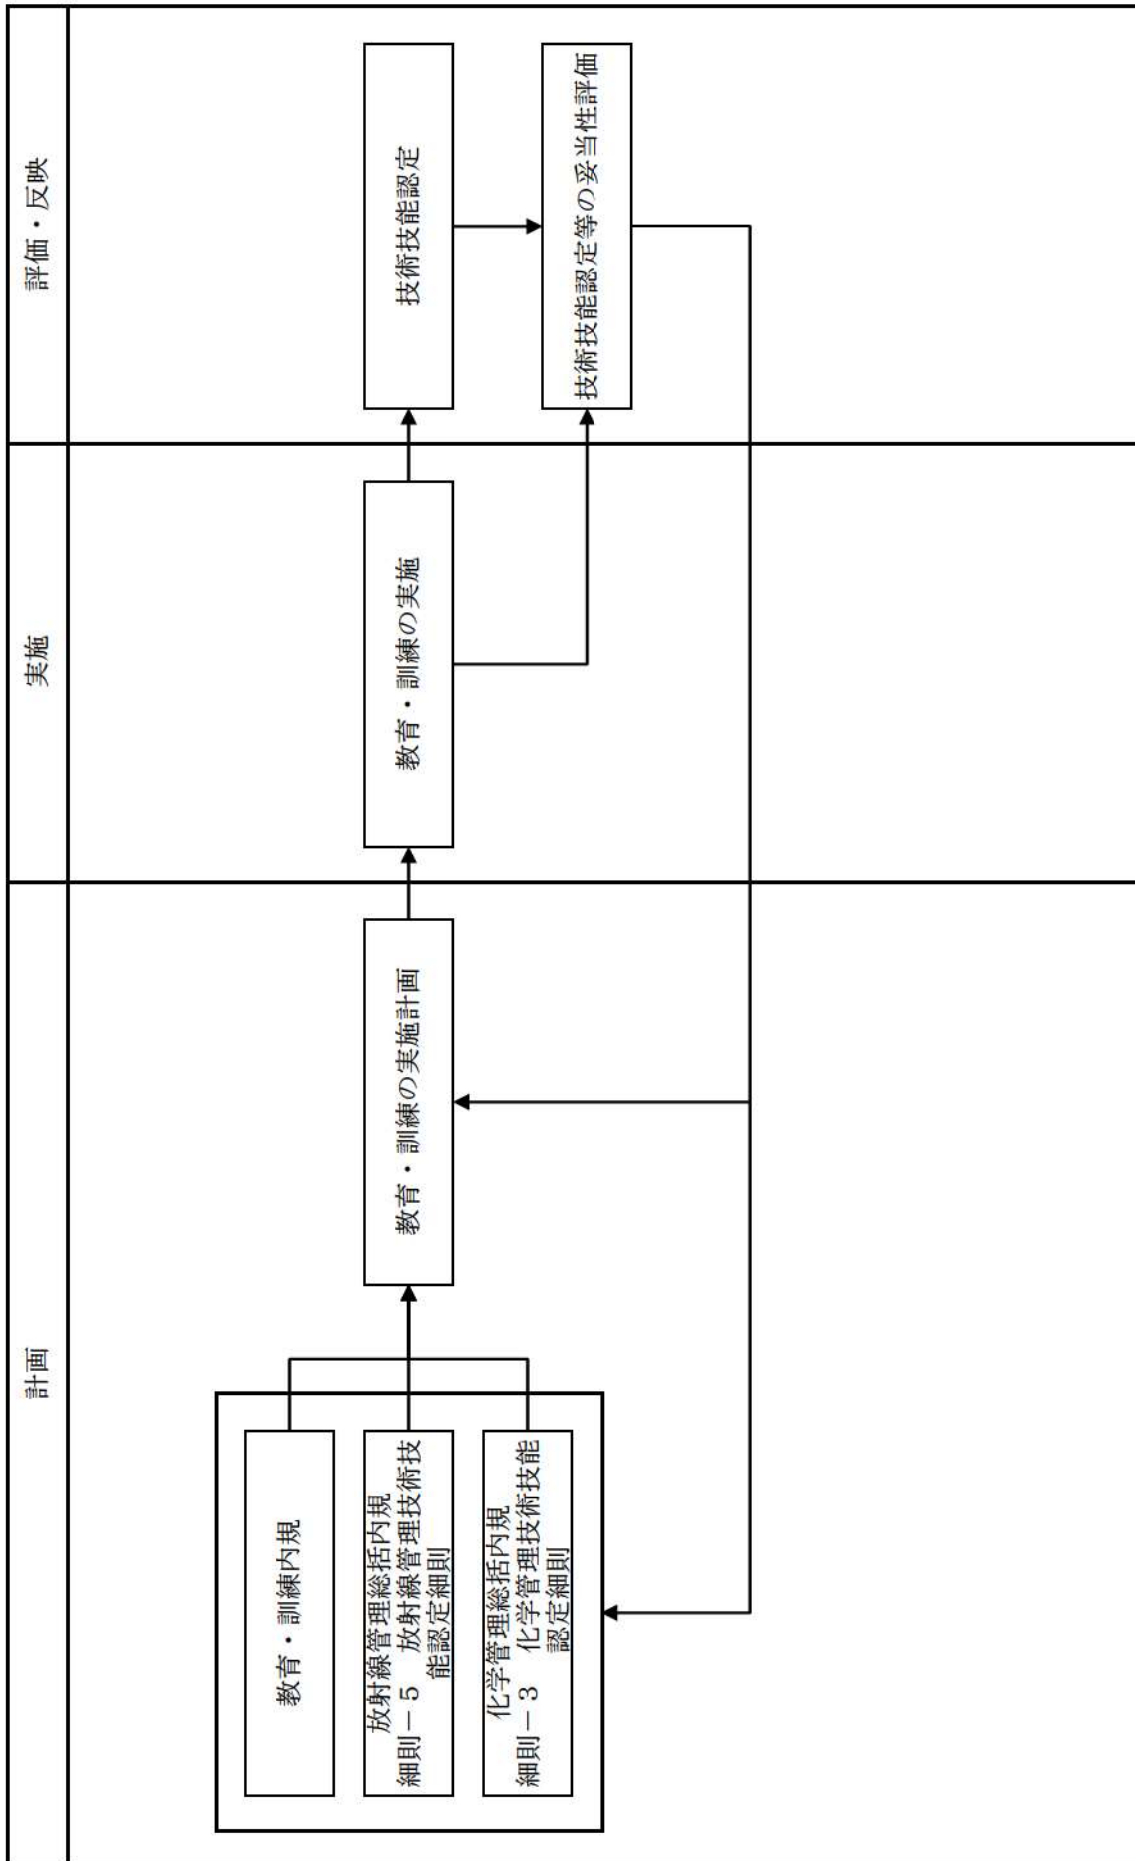 計画
実施
評価・反映
教育・訓練内規
放射線管理総括内規
細則－５　放射線管理技術技
能認定細則
化学管理総括内規
細則－３　化学管理技術技能
認定細則
教育・訓練の実施計画
教育・訓練の実施
技術技能認定
技術技能認定等の妥当性評価